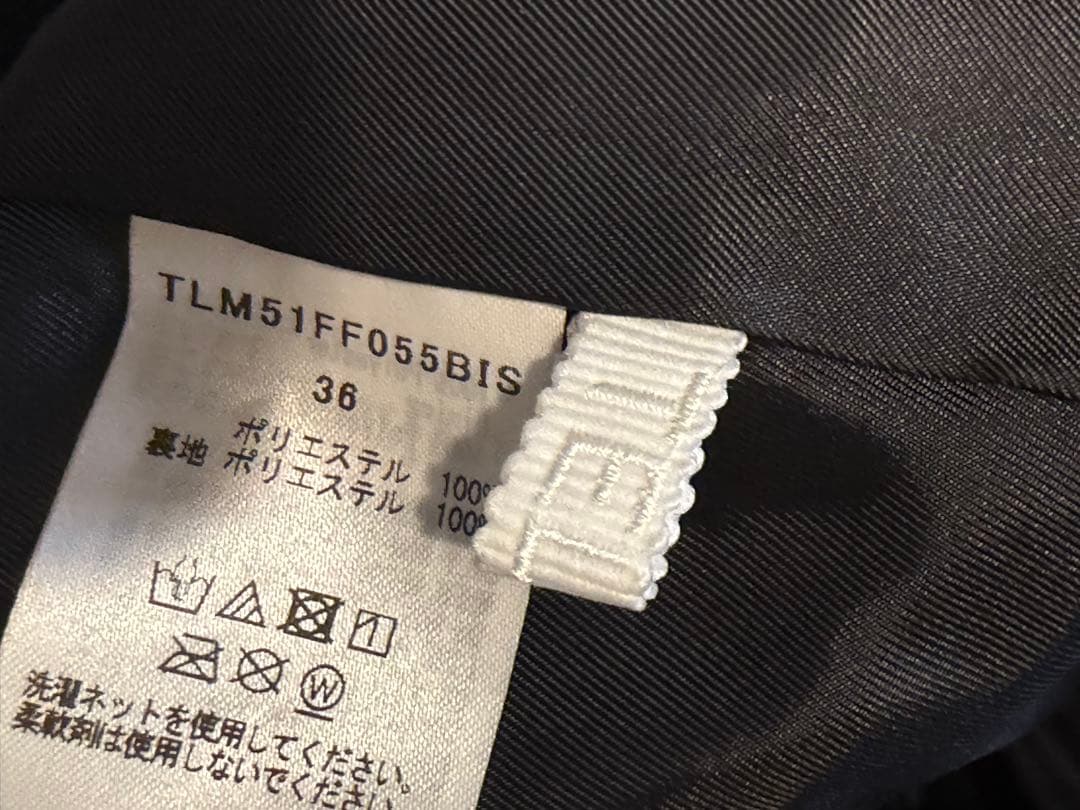 TLM51FF055BIS
36
ポリエステル 100%
裏地 ポリエステル 100%
W
洗濯ネットを使用してください。
柔軟剤は使用しないでください。